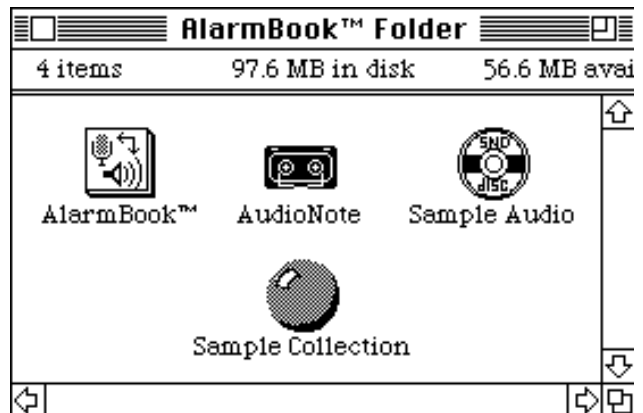 AlarmBook™ Folder
4 items 97.6 MB in disk 56.6 MB avai
SND
DISC
AlarmBook™ AudioNote Sample Audio
Sample Collection